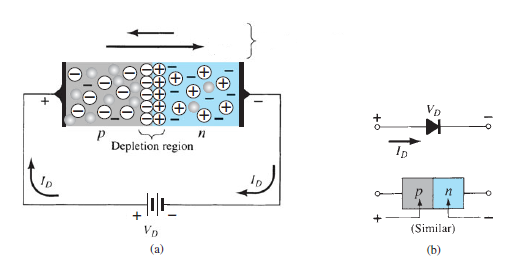 + −
p n
Depletion region
I_D I_D
+ −
V_D
(a)
+ V_D −
I_D
p n
+ −
(Similar)
(b)